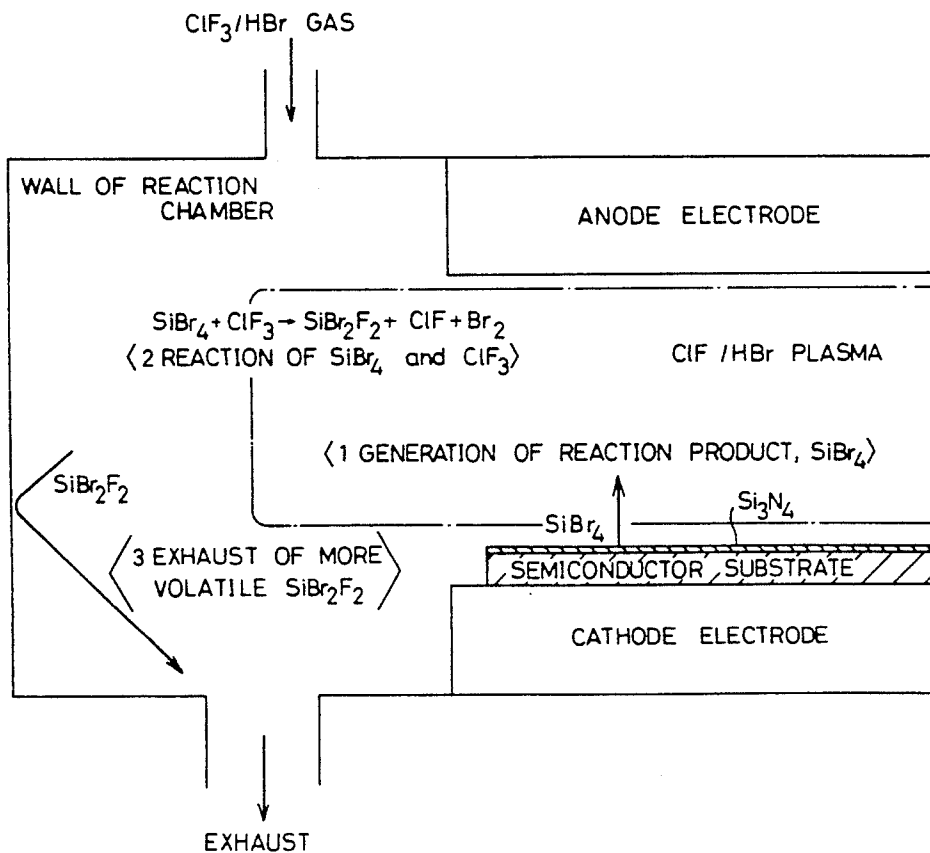 ClF₃/HBr GAS
WALL OF REACTION
CHAMBER
ANODE ELECTRODE
SiBr₄+ClF₃→SiBr₂F₂+ ClF+Br₂
⟨2 REACTION OF SiBr₄ and ClF₃⟩
ClF /HBr PLASMA
⟨1 GENERATION OF REACTION PRODUCT, SiBr₄⟩
SiBr₂F₂
SiBr₄
Si₃N₄
⟨3 EXHAUST OF MORE
VOLATILE SiBr₂F₂⟩
SEMICONDUCTOR SUBSTRATE
CATHODE ELECTRODE
EXHAUST